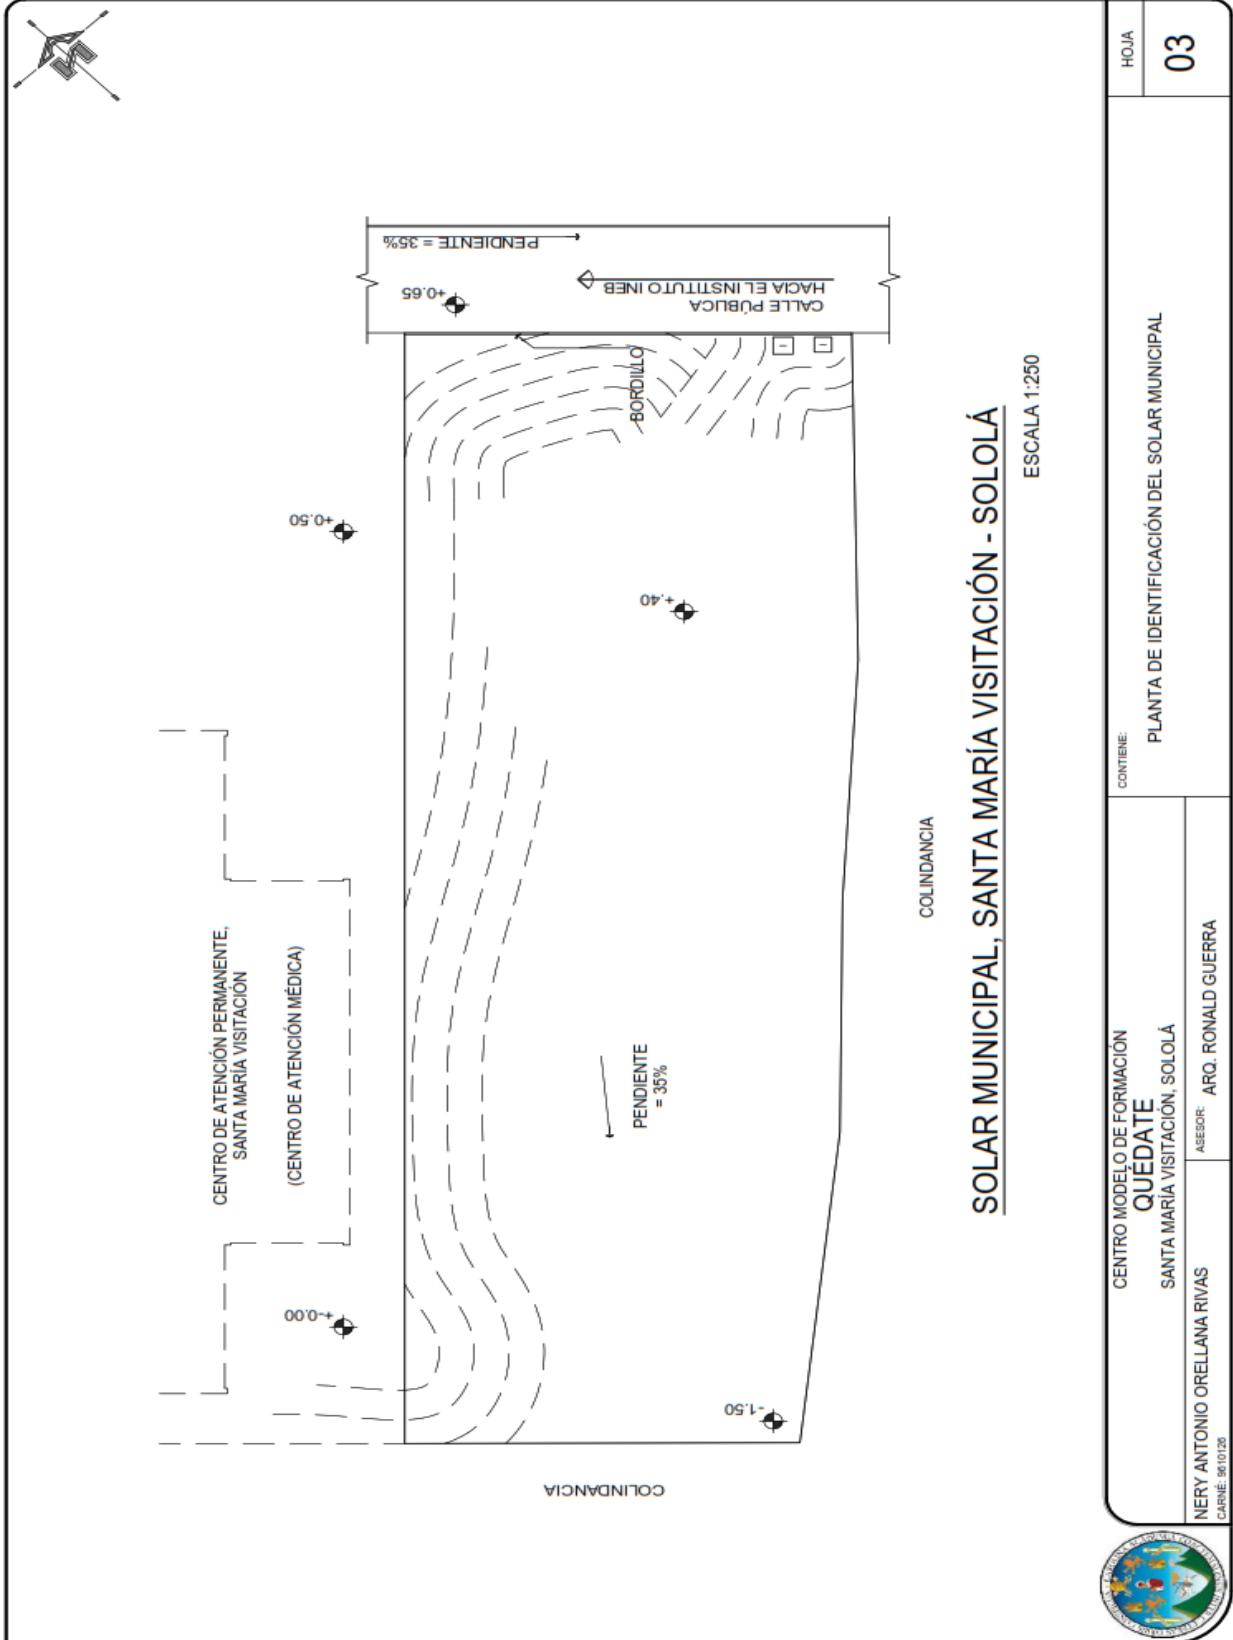 CENTRO DE ATENCIÓN PERMANENTE,
SANTA MARÍA VISITACIÓN
(CENTRO DE ATENCIÓN MÉDICA)
+-0.00
+0.50
+0.65
PENDIENTE = 35%
CALLE PÚBLICA
HACIA EL INSTITUTO INEB
BORDILLO
+.40
PENDIENTE
= 35%
-1.50
COLINDANCIA
COLINDANCIA
SOLAR MUNICIPAL, SANTA MARÍA VISITACIÓN - SOLOLÁ
ESCALA 1:250
CENTRO MODELO DE FORMACIÓN
QUÉDATE
SANTA MARÍA VISITACIÓN, SOLOLÁ
NERY ANTONIO ORELLANA RIVAS
CARNÉ: 9610126
ASESOR: ARQ. RONALD GUERRA
CONTIENE:
PLANTA DE IDENTIFICACIÓN DEL SOLAR MUNICIPAL
HOJA
03